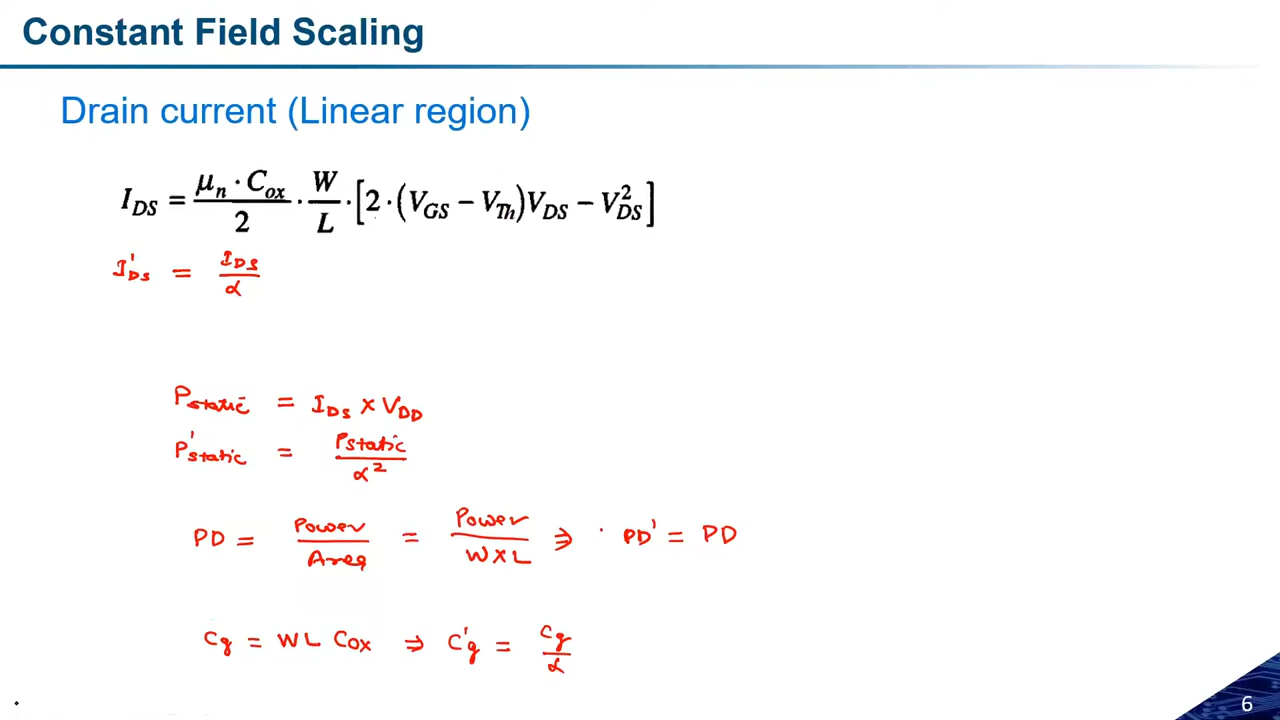 Constant Field Scaling
Drain current (Linear region)
I_DS = μ_n · C_ox / 2 · W / L · [2 · (V_GS − V_Th)V_DS − V_DS^2]
I'_DS = I_DS / α
P_static = I_DS × V_DD
P'_static = P_static / α^2
PD = Power / Area = Power / W×L ⇒ PD' = PD
C_g = WL Cox ⇒ C'_g = C_g / α
6